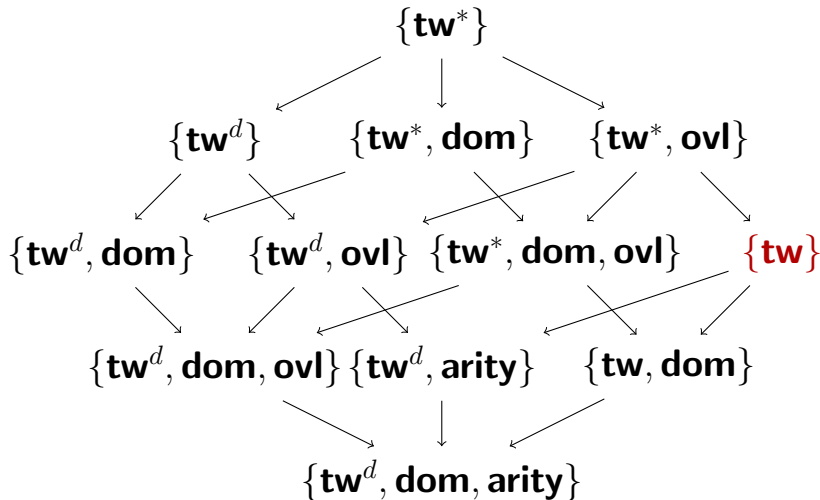 {tw*}
{tw^d} {tw*, dom} {tw*, ovl}
{tw^d, dom} {tw^d, ovl} {tw*, dom, ovl} {tw}
{tw^d, dom, ovl} {tw^d, arity} {tw, dom}
{tw^d, dom, arity}